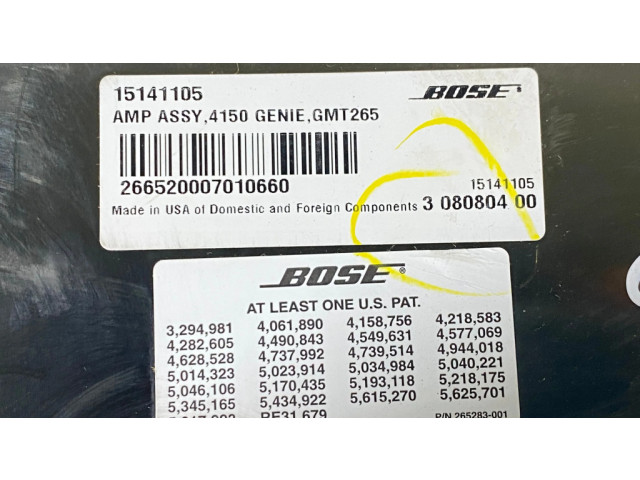 15141105 BOSE®
AMP ASSY,4150 GENIE,GMT265
266520007010660 15141105
Made in USA of Domestic and Foreign Components 3 080804 00
BOSE®
AT LEAST ONE U.S. PAT.
3,294,981 4,061,890 4,158,756 4,218,583
4,282,605 4,490,843 4,549,631 4,577,069
4,628,528 4,737,992 4,739,514 4,944,018
5,014,323 5,023,914 5,034,984 5,040,221
5,046,106 5,170,435 5,193,118 5,218,175
5,345,165 5,434,922 5,615,270 5,625,701
RE31,679 P/N 265283-001